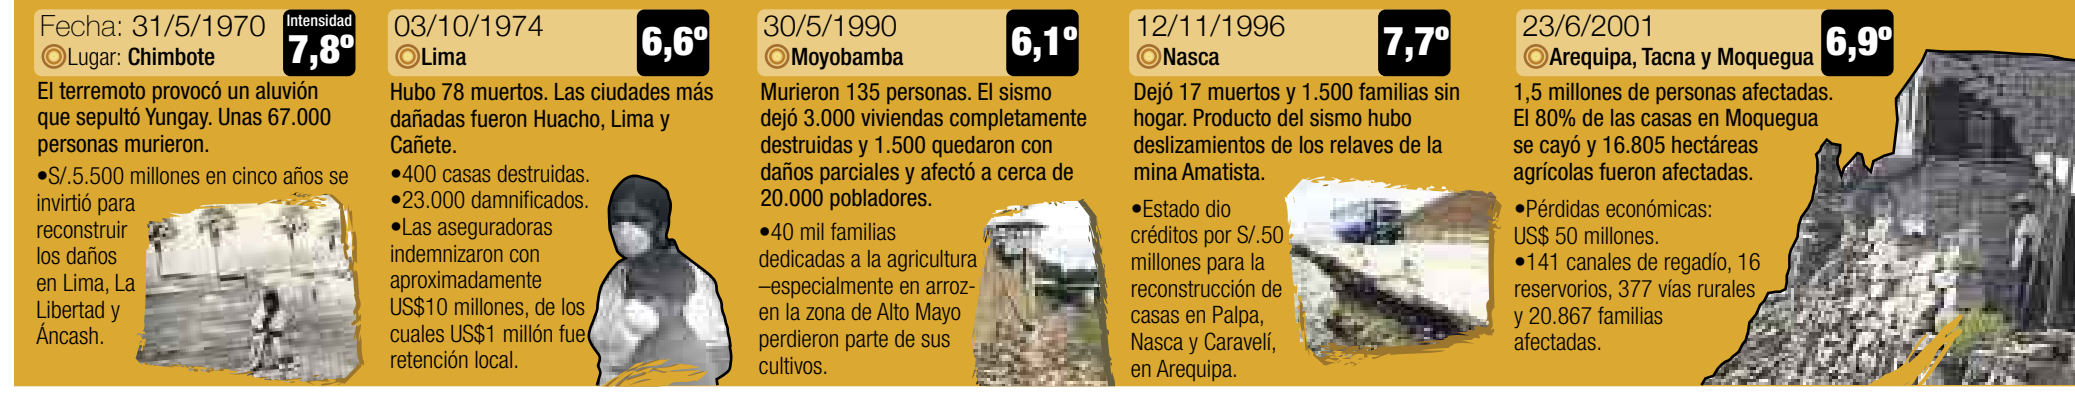 Fecha: 31/5/1970
Lugar: Chimbote
Intensidad
7,8º
El terremoto provocó un aluvión
que sepultó Yungay. Unas 67.000
personas murieron.
•S/.5.500 millones en cinco años se
invirtió para
reconstruir
los daños
en Lima, La
Libertad y
Áncash.
03/10/1974
Lima
6,6º
Hubo 78 muertos. Las ciudades más
dañadas fueron Huacho, Lima y
Cañete.
•400 casas destruidas.
•23.000 damnificados.
•Las aseguradoras
indemnizaron con
aproximadamente
US$10 millones, de los
cuales US$1 millón fue
retención local.
30/5/1990
Moyobamba
6,1º
Murieron 135 personas. El sismo
dejó 3.000 viviendas completamente
destruidas y 1.500 quedaron con
daños parciales y afectó a cerca de
20.000 pobladores.
•40 mil familias
dedicadas a la agricultura
–especialmente en arroz-
en la zona de Alto Mayo
perdieron parte de sus
cultivos.
12/11/1996
Nasca
7,7º
Dejó 17 muertos y 1.500 familias sin
hogar. Producto del sismo hubo
deslizamientos de los relaves de la
mina Amatista.
•Estado dio
créditos por S/.50
millones para la
reconstrucción de
casas en Palpa,
Nasca y Caravelí,
en Arequipa.
23/6/2001
Arequipa, Tacna y Moquegua
6,9º
1,5 millones de personas afectadas.
El 80% de las casas en Moquegua
se cayó y 16.805 hectáreas
agrícolas fueron afectadas.
•Pérdidas económicas:
US$ 50 millones.
•141 canales de regadío, 16
reservorios, 377 vías rurales
y 20.867 familias
afectadas.